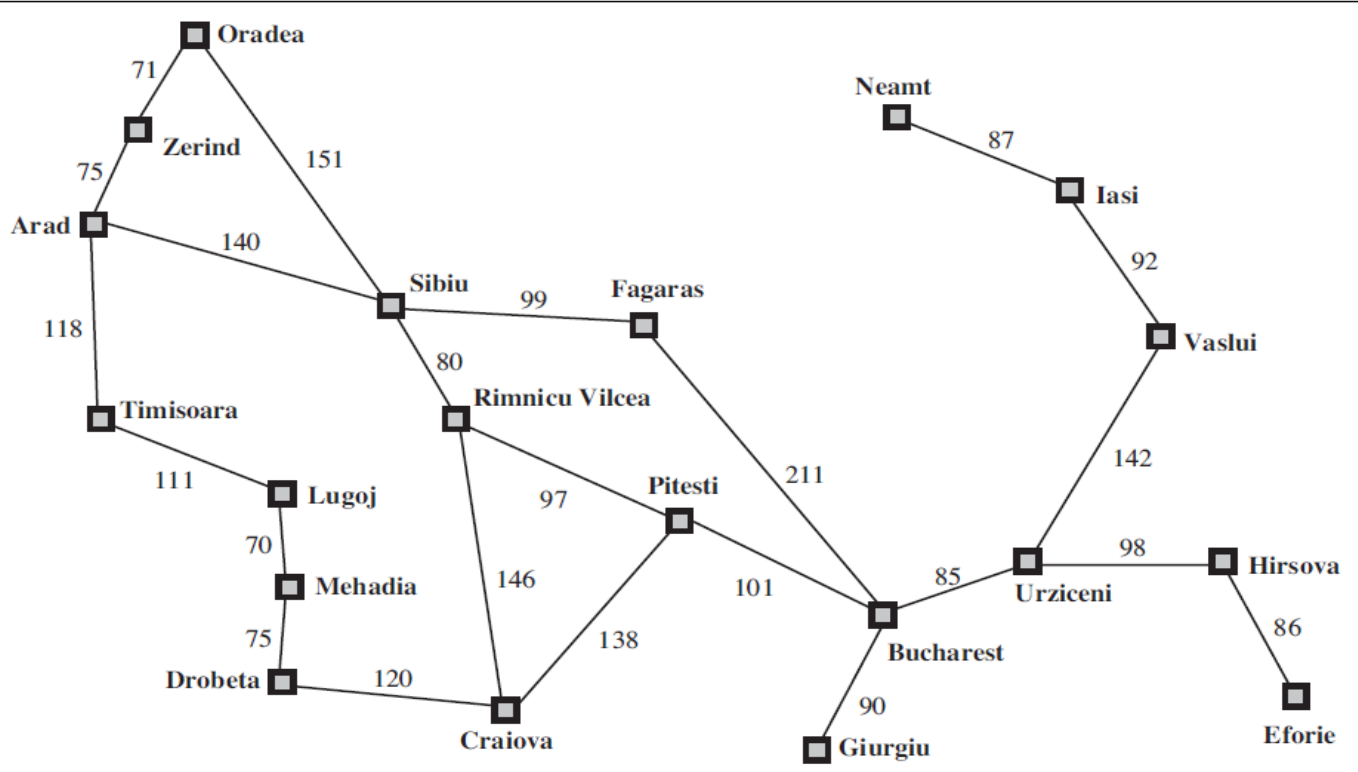 Oradea
71
Neamt
Zerind
87
151
75
Iasi
Arad
140
Sibiu
Fagaras
92
99
118
Vaslui
80
Rimnicu Vilcea
Timisoara
142
111
Pitesti
211
Lugoj
97
70
98
Hirsova
Mehadia
146
101
85
Urziceni
75
138
86
Bucharest
Drobeta
120
90
Eforie
Craiova
Giurgiu